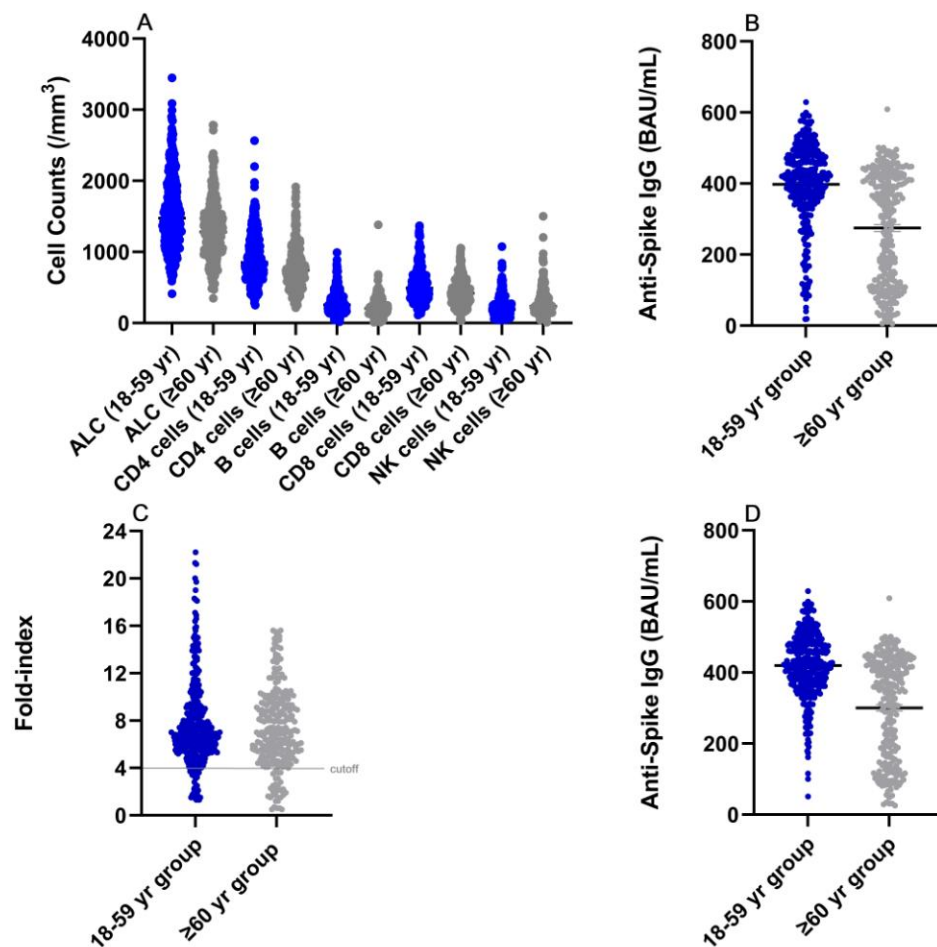 A
Cell Counts (/mm³)
4000
3000
2000
1000
0
ALC (18-59 yr)
ALC (≥60 yr)
CD4 cells (18-59 yr)
CD4 cells (≥60 yr)
B cells (18-59 yr)
B cells (≥60 yr)
CD8 cells (18-59 yr)
CD8 cells (≥60 yr)
NK cells (18-59 yr)
NK cells (≥60 yr)
B
Anti-Spike IgG (BAU/mL)
800
600
400
200
0
18-59 yr group
≥60 yr group
C
Fold-index
24
20
16
12
8
4
0
cutoff
18-59 yr group
≥60 yr group
D
Anti-Spike IgG (BAU/mL)
800
600
400
200
0
18-59 yr group
≥60 yr group